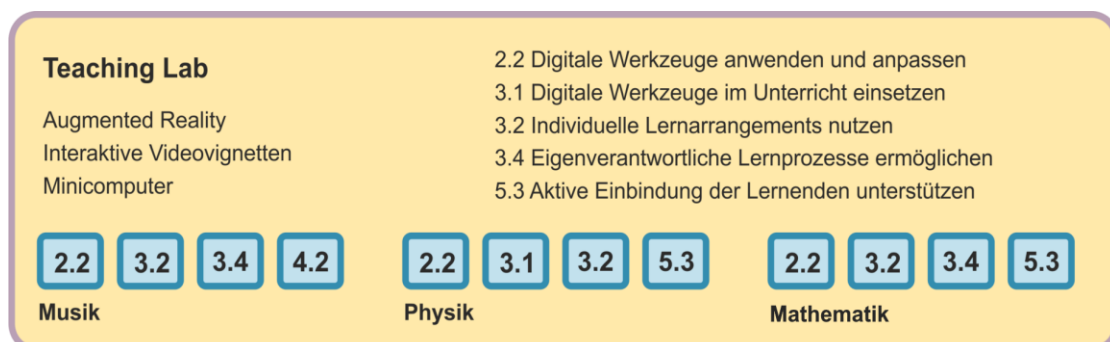 Teaching Lab
Augmented Reality
Interaktive Videovignetten
Minicomputer
2.2 Digitale Werkzeuge anwenden und anpassen
3.1 Digitale Werkzeuge im Unterricht einsetzen
3.2 Individuelle Lernarrangements nutzen
3.4 Eigenverantwortliche Lernprozesse ermöglichen
5.3 Aktive Einbindung der Lernenden unterstützen
2.2 3.2 3.4 4.2
Musik
2.2 3.1 3.2 5.3
Physik
2.2 3.2 3.4 5.3
Mathematik